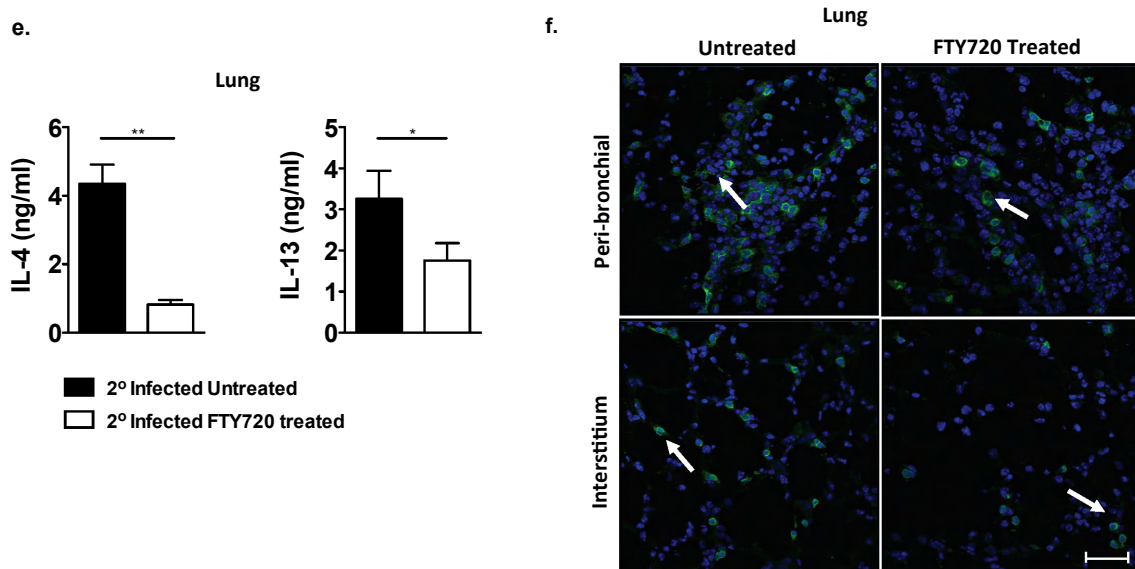 e.
Lung
6
4
2
0
IL-4 (ng/ml)
**
5
4
3
2
1
0
IL-13 (ng/ml)
*
2º Infected Untreated
2º Infected FTY720 treated
f.
Lung
Untreated
FTY720 Treated
Peri-bronchial
Interstitium